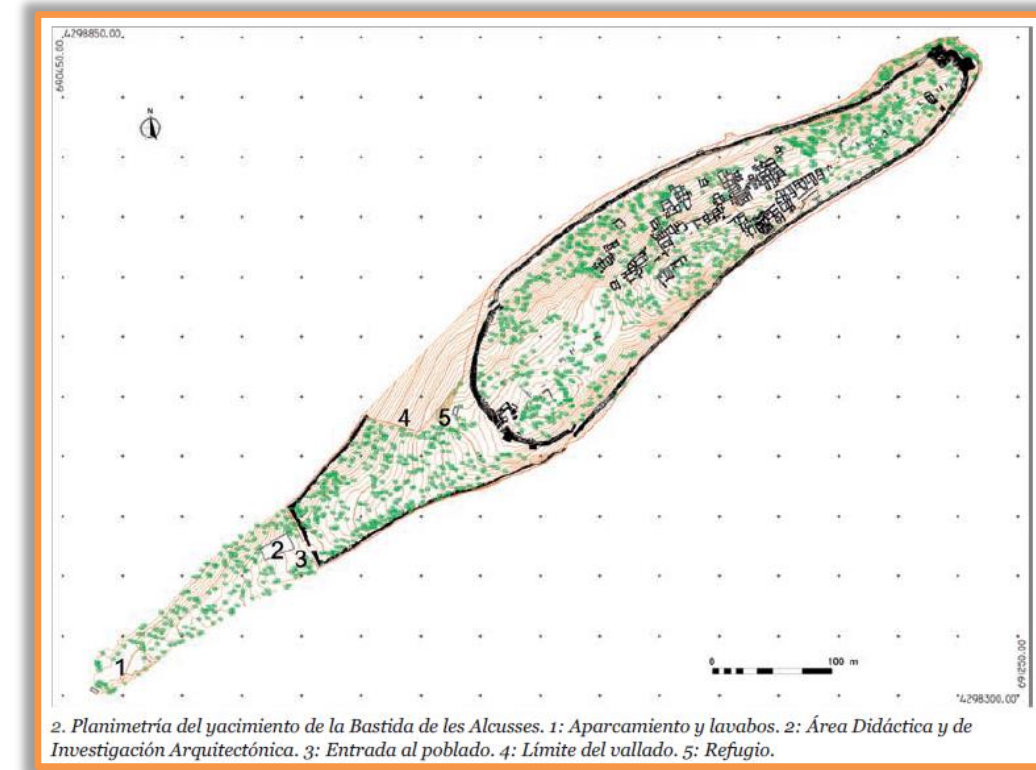 4298850.00
690450.00
N
4
5
2
3
1
0 100 m
691250.00
4298300.00
2. Planimetría del yacimiento de la Bastida de les Alcusses. 1: Aparcamiento y lavabos. 2: Área Didáctica y de
Investigación Arquitectónica. 3: Entrada al poblado. 4: Límite del vallado. 5: Refugio.